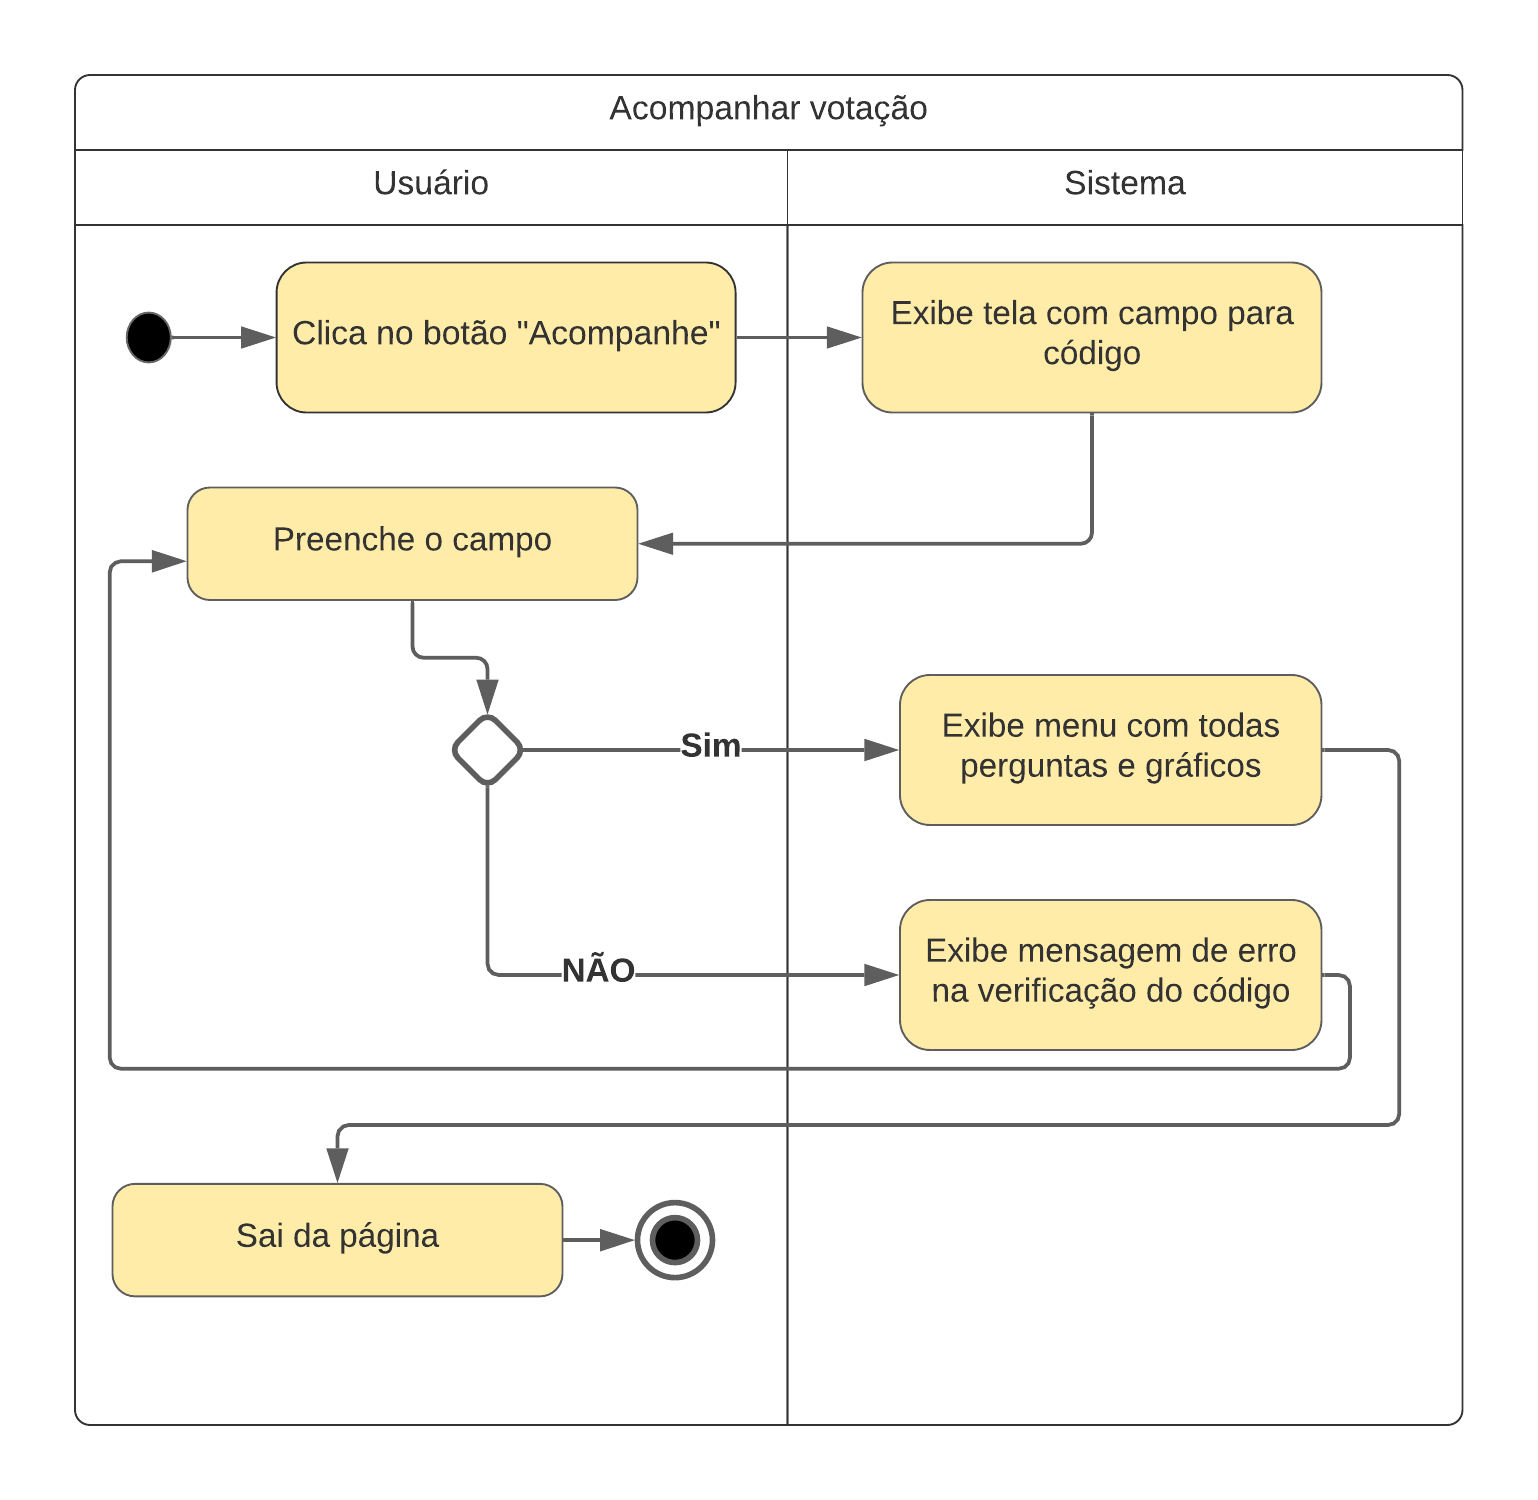 Acompanhar votação
Usuário
Sistema
Clica no botão "Acompanhe"
Exibe tela com campo para
código
Preenche o campo
Sim
Exibe menu com todas
perguntas e gráficos
NÃO
Exibe mensagem de erro
na verificação do código
Sai da página